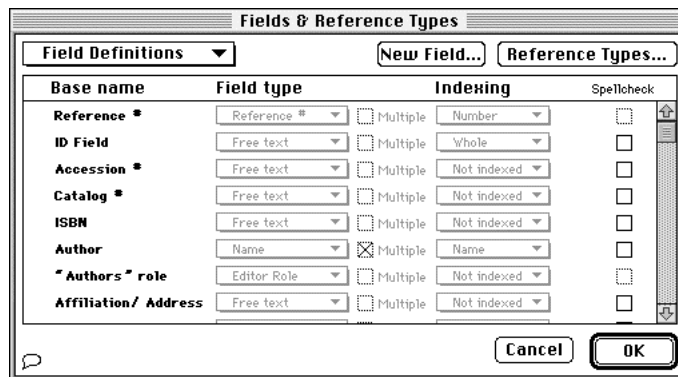 Fields & Reference Types
Field Definitions New Field... Reference Types...
Base name Field type Indexing Spellcheck
Reference # Reference # Multiple Number
ID Field Free text Multiple Whole
Accession # Free text Multiple Not indexed
Catalog # Free text Multiple Not indexed
ISBN Free text Multiple Not indexed
Author Name Multiple Name
"Authors" role Editor Role Multiple Not indexed
Affiliation/ Address Free text Multiple Not indexed
Cancel OK